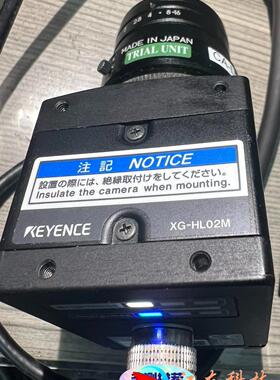 MADE IN JAPAN
TRIAL UNIT
注記 NOTICE
設置の際には、絶縁取付けをしてください。
Insulate the camera when mounting.
KEYENCE
XG-HL02M